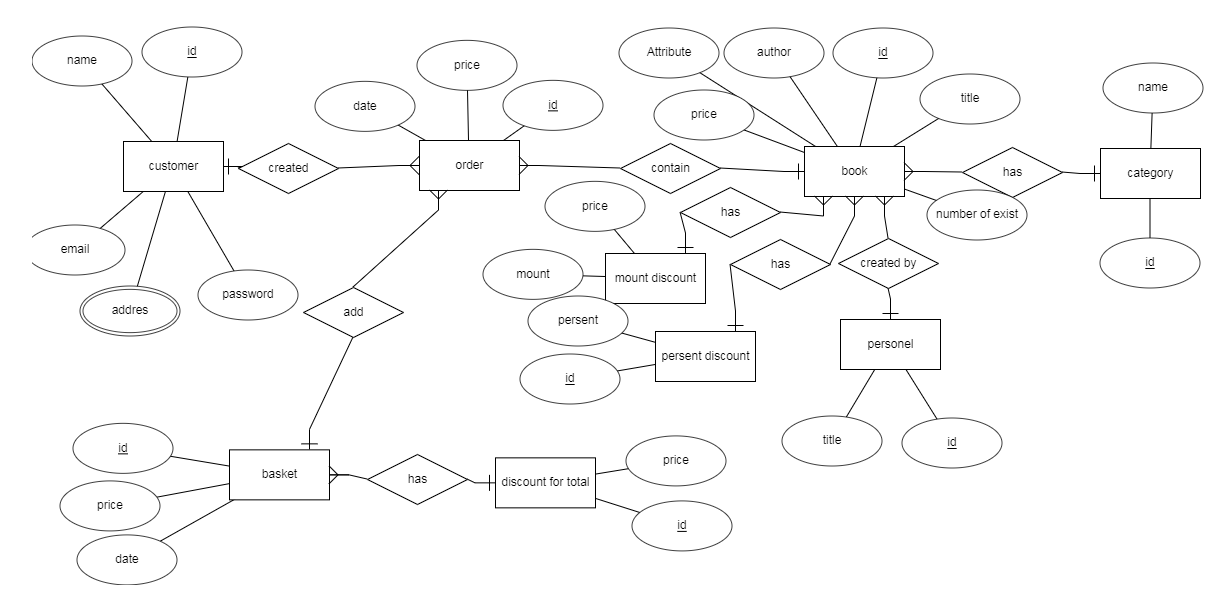 name
id
price
date
id
Attribute
author
id
price
title
name
customer
created
order
contain
book
has
category
email
addres
password
price
has
number of exist
id
mount
mount discount
has
created by
add
persent
persent discount
id
personel
title
id
id
basket
price
date
has
discount for total
price
id